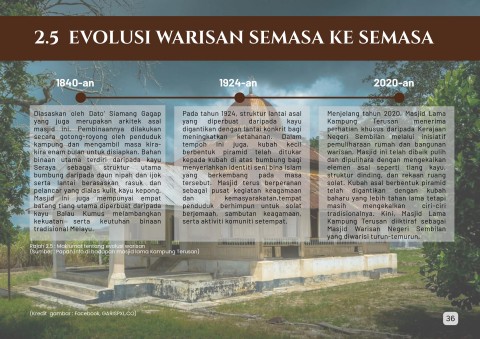 2.5 EVOLUSI WARISAN SEMASA KE SEMASA
1840-an
Diasaskan oleh Dato' Siamang Gagap
yang juga merupakan arkitek asal
masjid ini. Pembinaannya dilakukan
secara gotong-royong oleh penduduk
kampung dan mengambil masa kira-
kira enam bulan untuk disiapkan. Bahan
binaan utama terdiri daripada kayu
Seraya sebagai struktur utama
bumbung daripada daun nipah dan ijok
serta lantai berasaskan rasuk dan
pelancar yang dialas kulit kayu kepong.
Masjid ini juga mempunyai empat
batang tiang utama diperbuat daripada
kayu Balau Kumus melambangkan
kekuatan serta keutuhan binaan
tradisional Melayu.
1924-an
Pada tahun 1924, struktur lantai asal
yang diperbuat daripada kayu
digantikan dengan lantai konkrit bagi
meningkatkan ketahanan. Dalam
tempoh ini juga, kubah kecil
berbentuk piramid telah ditukar
kepada kubah di atas bumbung bagi
menyerlahkan identiti seni bina Islam
yang berkembang pada masa
tersebut. Masjid terus berperanan
sebagai pusat kegiatan keagamaan
dan kemasyarakatan,tempat
penduduk berhimpun untuk solat
berjemaah, sambutan keagamaan,
serta aktiviti komuniti setempat.
2020-an
Menjelang tahun 2020, Masjid Lama
Kampung Terusan menerima
perhatian khusus daripada Kerajaan
Negeri Sembilan melalui inisiatif
pemuliharaan rumah dan bangunan
warisan. Masjid ini telah dibaik pulih
dan dipulihara dengan mengekalkan
elemen asal seperti tiang kayu,
struktur dinding, dan rekaan ruang
solat. Kubah asal berbentuk piramid
telah digantikan dengan kubah
baharu yang lebih tahan lama tetapi
masih mengekalkan ciri-ciri
tradisionalnya. Kini, Masjid Lama
Kampung Terusan diiktiraf sebagai
Masjid Warisan Negeri Sembilan
yang diwarisi turun-temurun.
Rajah 2.5 : Maklumat tentang evolusi warisan
(Sumber: Papan info di hadapan masjid lama Kampung Terusan)
(Kredit gambar : Facebook,
36